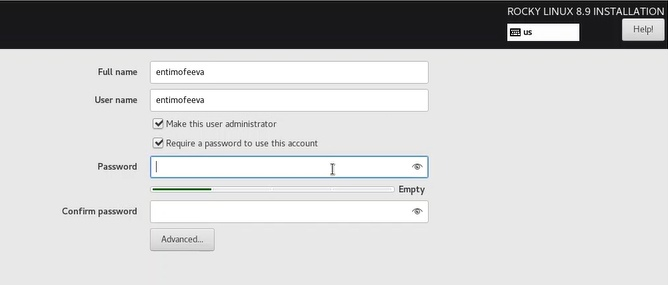 ROCKY LINUX 8.9 INSTALLATION
us
Help!
Full name
entimofeeva
User name
entimofeeva
Make this user administrator
Require a password to use this account
Password
Empty
Confirm password
Advanced...